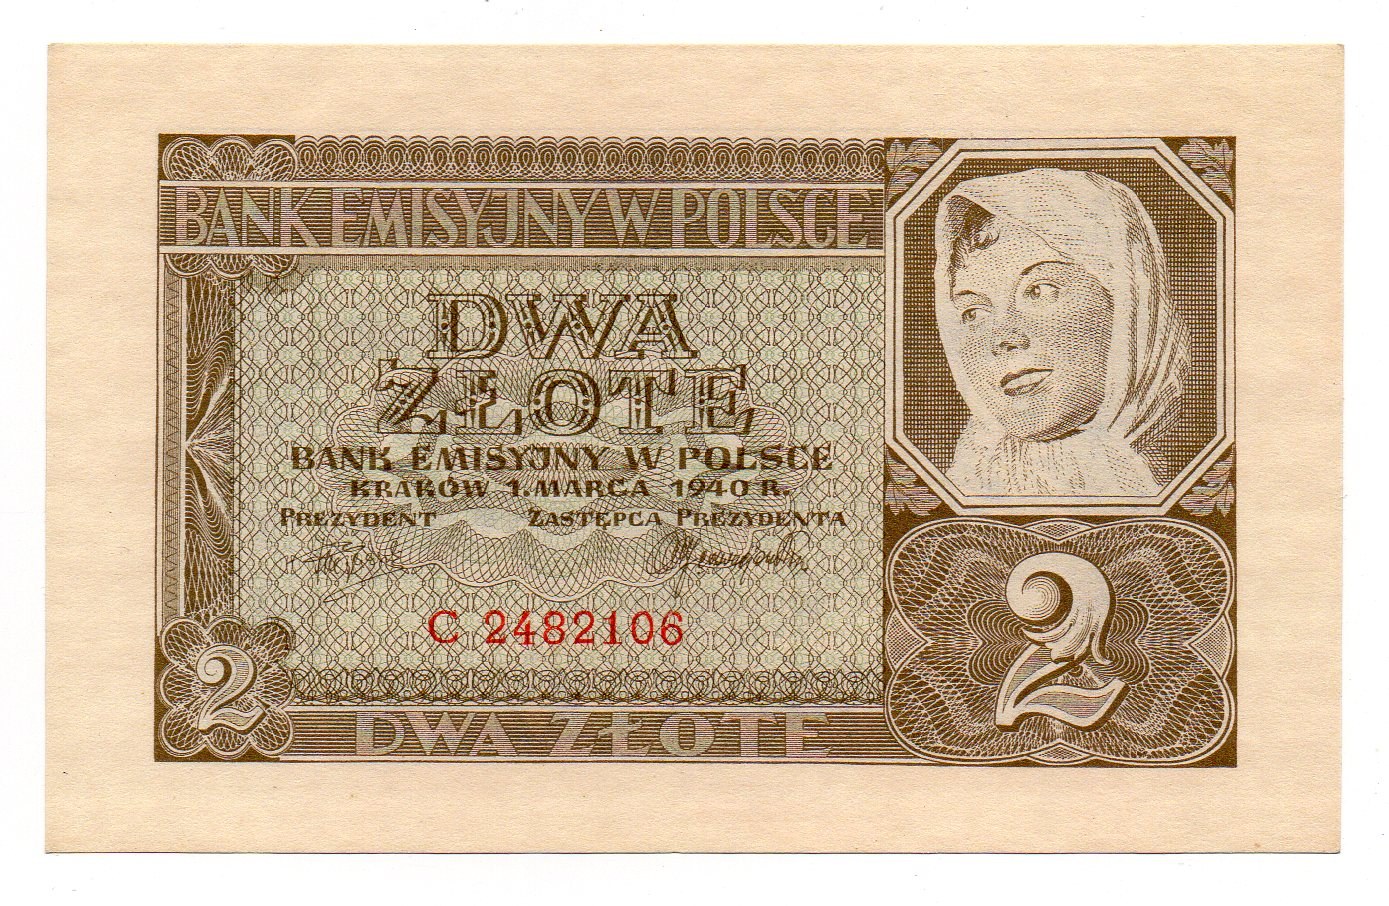 BANK EMISYJNY W POLSCE
DWA
ZŁOTE
BANK EMISYJNY W POLSCE
KRAKÓW 1. MARCA 1940 R.
PREZYDENT ZASTĘPCA PREZYDENTA
C 2482106
2
2
DWA ZŁOTE